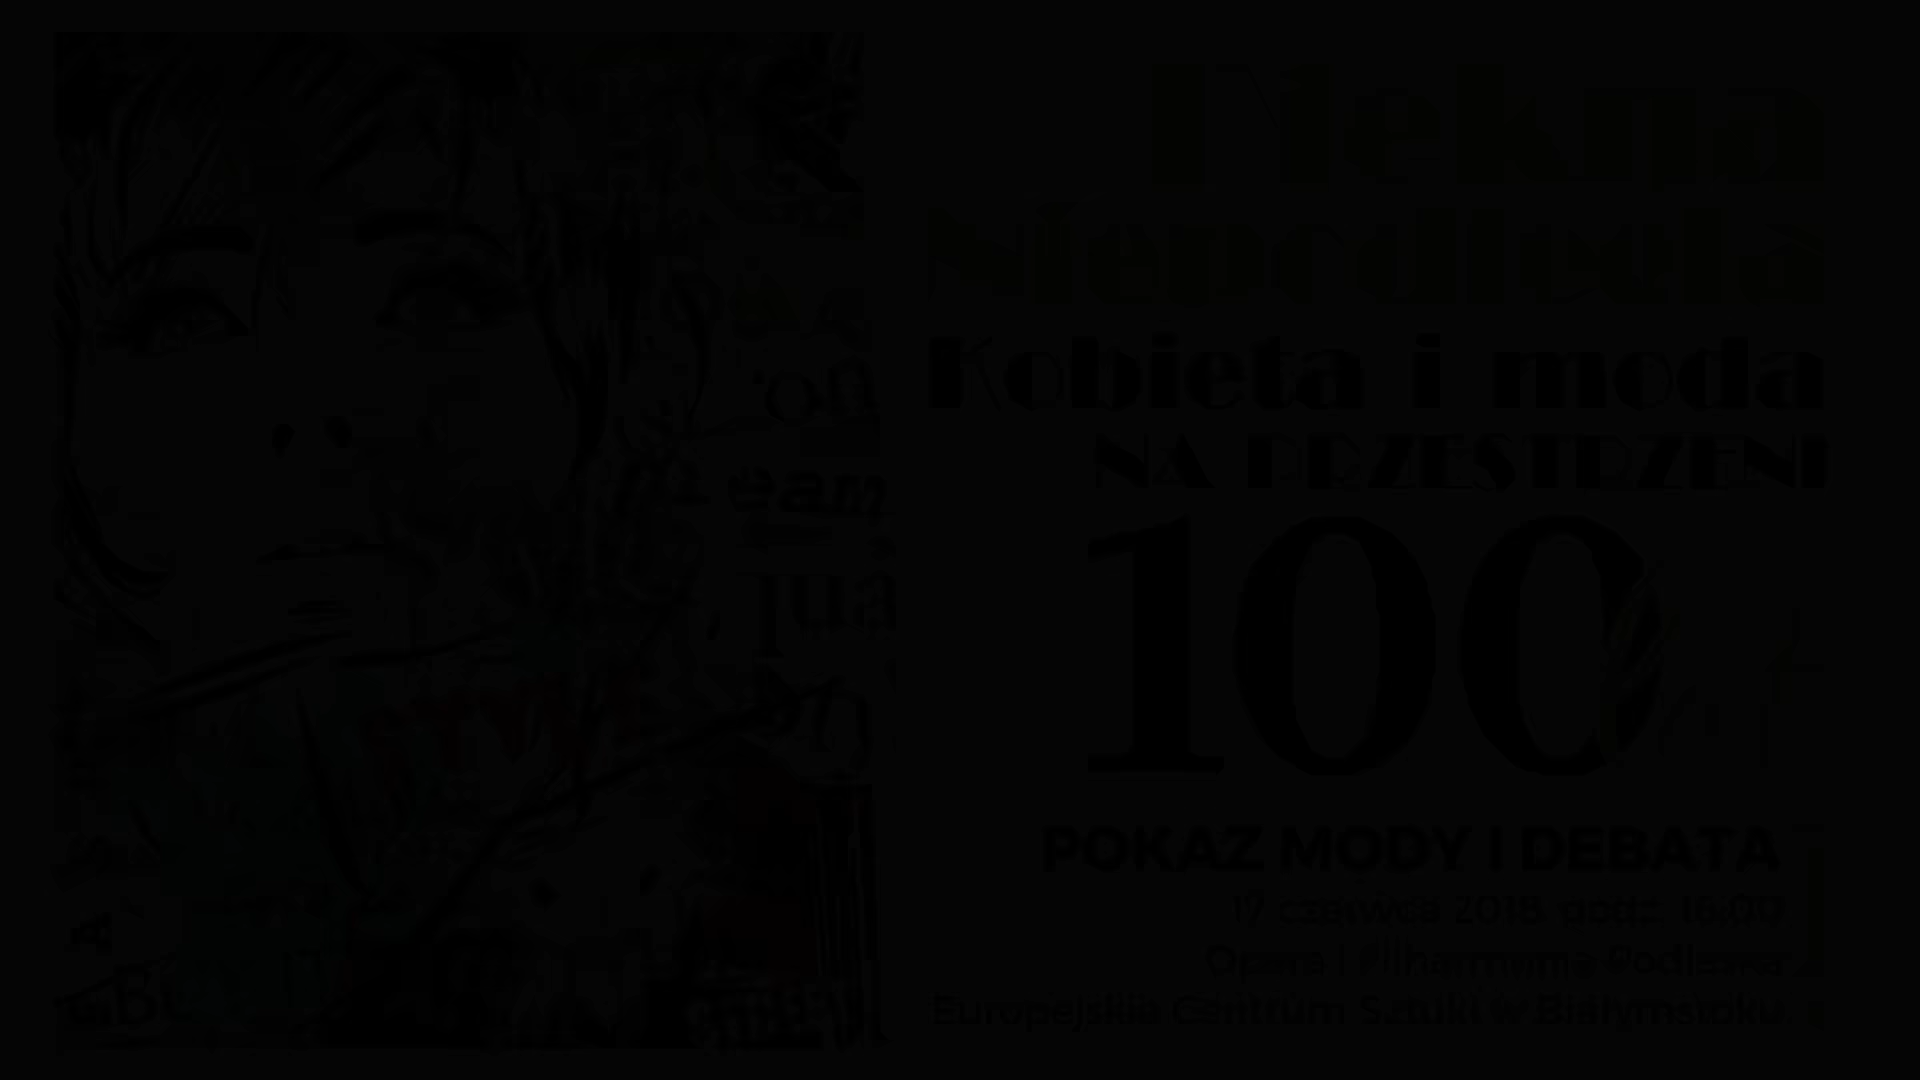 Piękna
Niepodległa
Kobieta i moda
NA PRZESTRZENI
100
POKAZ MODY I DEBATA
17 czerwca 2018 godz. 18:00
Opera i Filharmonia Podlaska
Europejskie Centrum Sztuki w Białymstoku